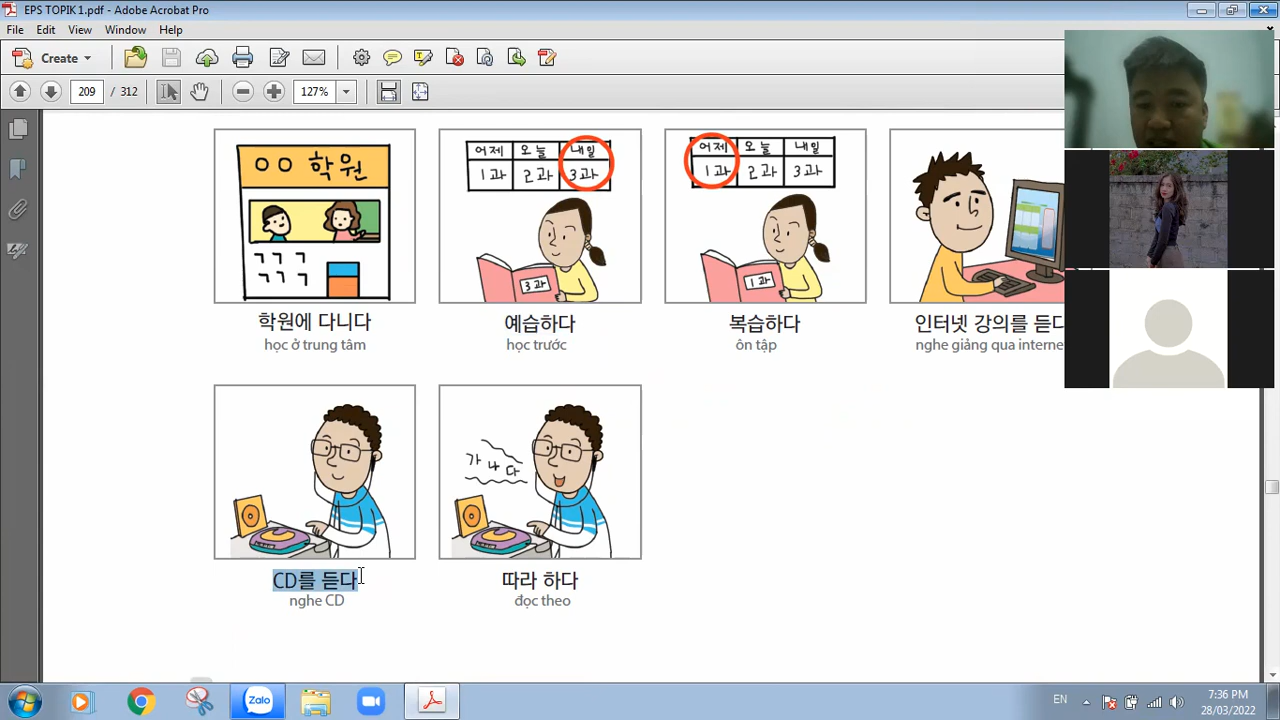 EPS TOPIK 1.pdf - Adobe Acrobat Pro
File Edit View Window Help
Create
209 / 312 127%
OO 학원
ㄱㄱ ㄱ
ㄱㄱ ㄱ
어제 오늘 내일
1과 2과 3과
3과
어제 오늘 내일
1과 2과 3과
1과
학원에 다니다
học ở trung tâm
예습하다
học trước
복습하다
ôn tập
인터넷 강의를 듣다
nghe giảng qua interne
가 나 다
CD를 듣다
nghe CD
따라 하다
đọc theo
Zalo
EN
7:36 PM
28/03/2022